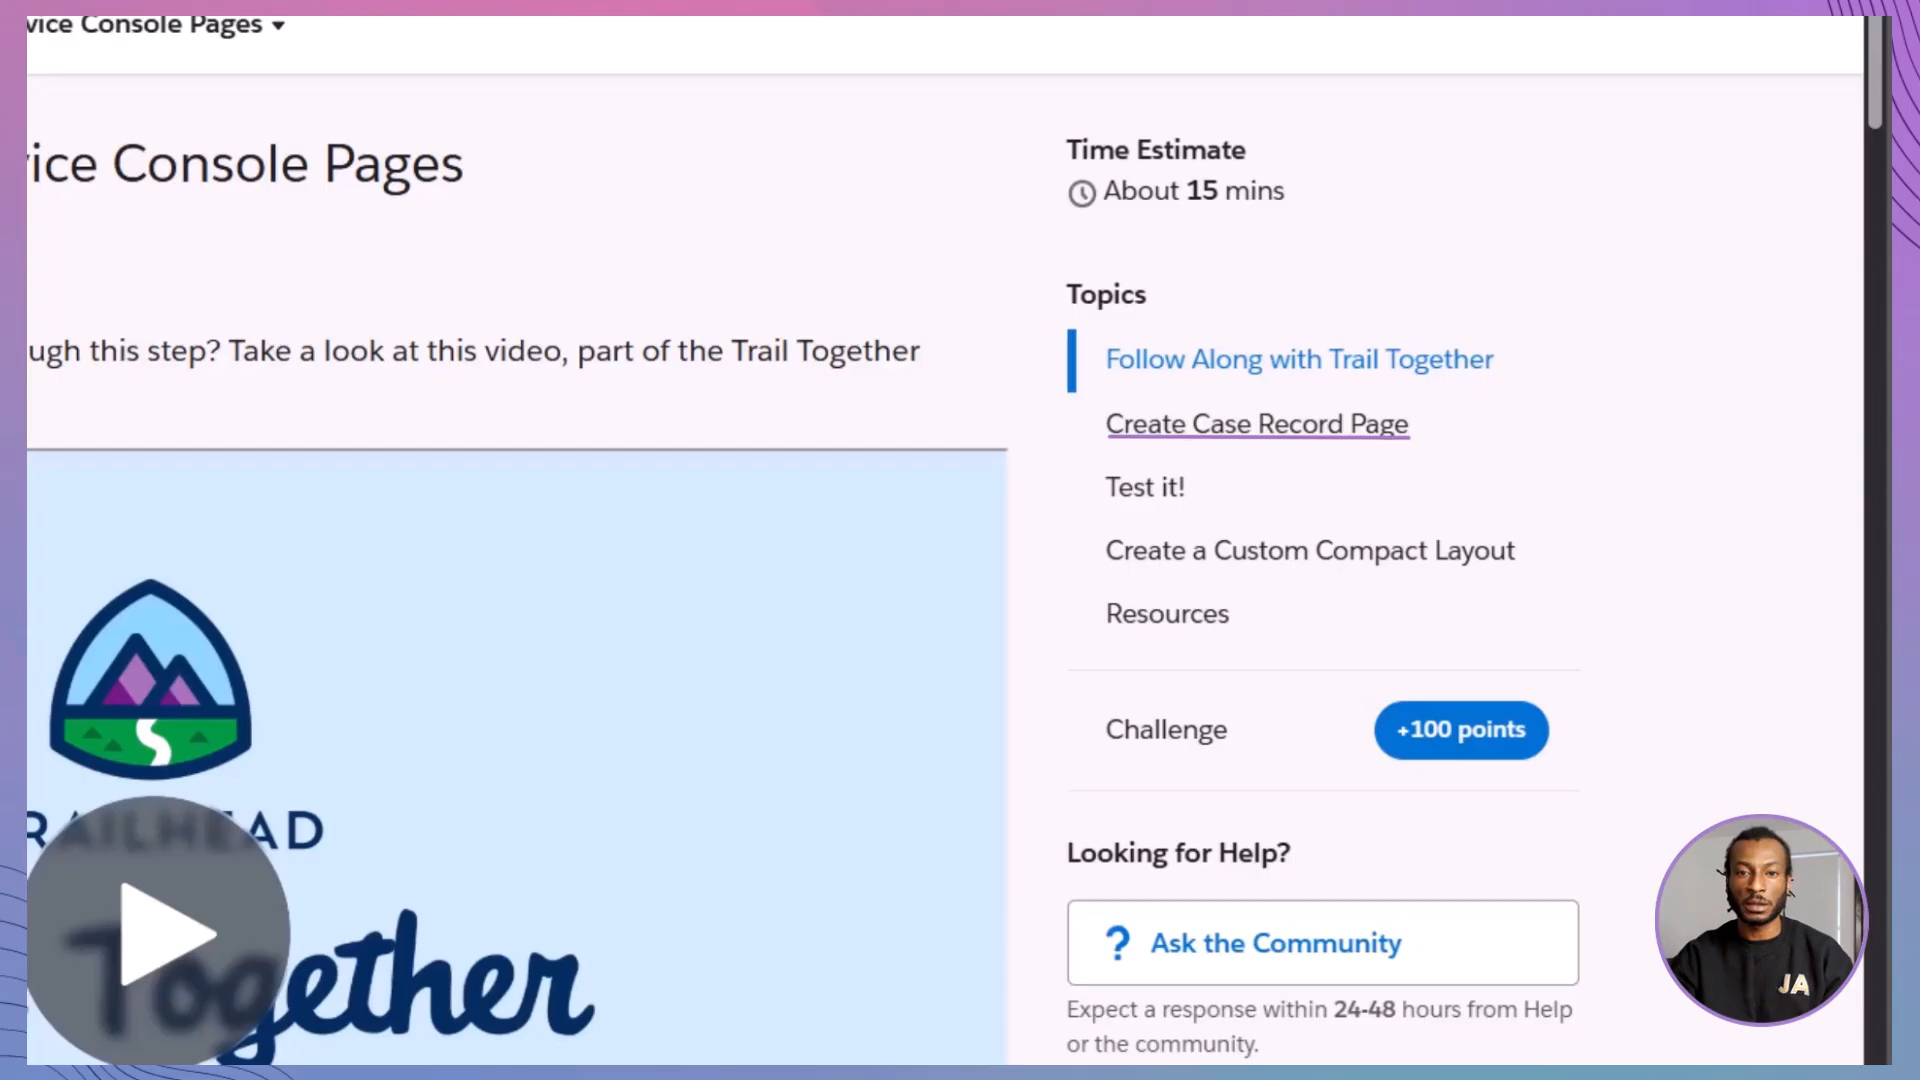 vice Console Pages
ice Console Pages
ugh this step? Take a look at this video, part of the Trail Together
RAILHEAD
Together
Time Estimate
About 15 mins
Topics
Follow Along with Trail Together
Create Case Record Page
Test it!
Create a Custom Compact Layout
Resources
Challenge
+100 points
Looking for Help?
? Ask the Community
Expect a response within 24-48 hours from Help
or the community.
JA